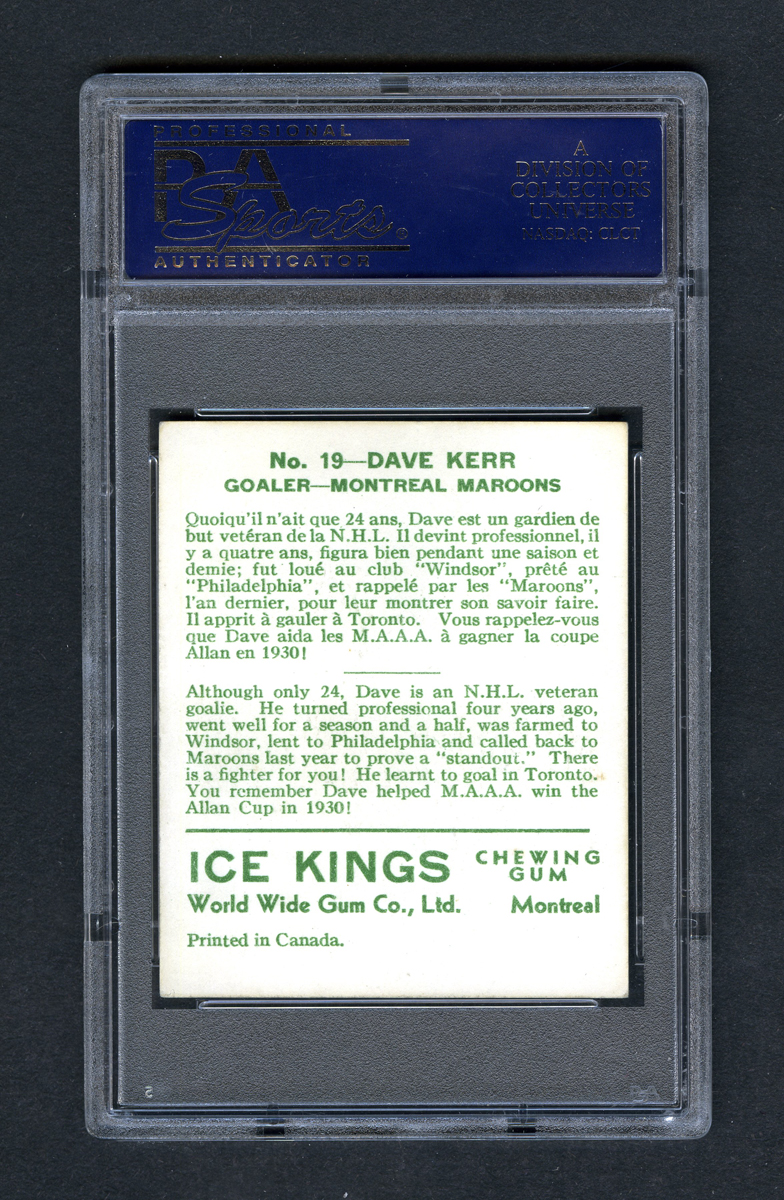 PROFESSIONAL
PSA
Sports®
AUTHENTICATOR
A
DIVISION OF
COLLECTORS
UNIVERSE
NASDAQ: CLCT
No. 19—DAVE KERR
GOALER—MONTREAL MAROONS
Quoiqu'il n'ait que 24 ans, Dave est un gardien de
but vetéran de la N.H.L. Il devint professionnel, il
y a quatre ans, figura bien pendant une saison et
demie; fut loué au club "Windsor", prêté au
"Philadelphia", et rappelé par les "Maroons",
l'an dernier, pour leur montrer son savoir faire.
Il apprit à gauler à Toronto. Vous rappelez-vous
que Dave aida les M.A.A.A. à gagner la coupe
Allan en 1930!
Although only 24, Dave is an N.H.L. veteran
goalie. He turned professional four years ago,
went well for a season and a half, was farmed to
Windsor, lent to Philadelphia and called back to
Maroons last year to prove a "standout." There
is a fighter for you! He learnt to goal in Toronto.
You remember Dave helped M.A.A.A. win the
Allan Cup in 1930!
ICE KINGS CHEWING GUM
World Wide Gum Co., Ltd. Montreal
Printed in Canada.